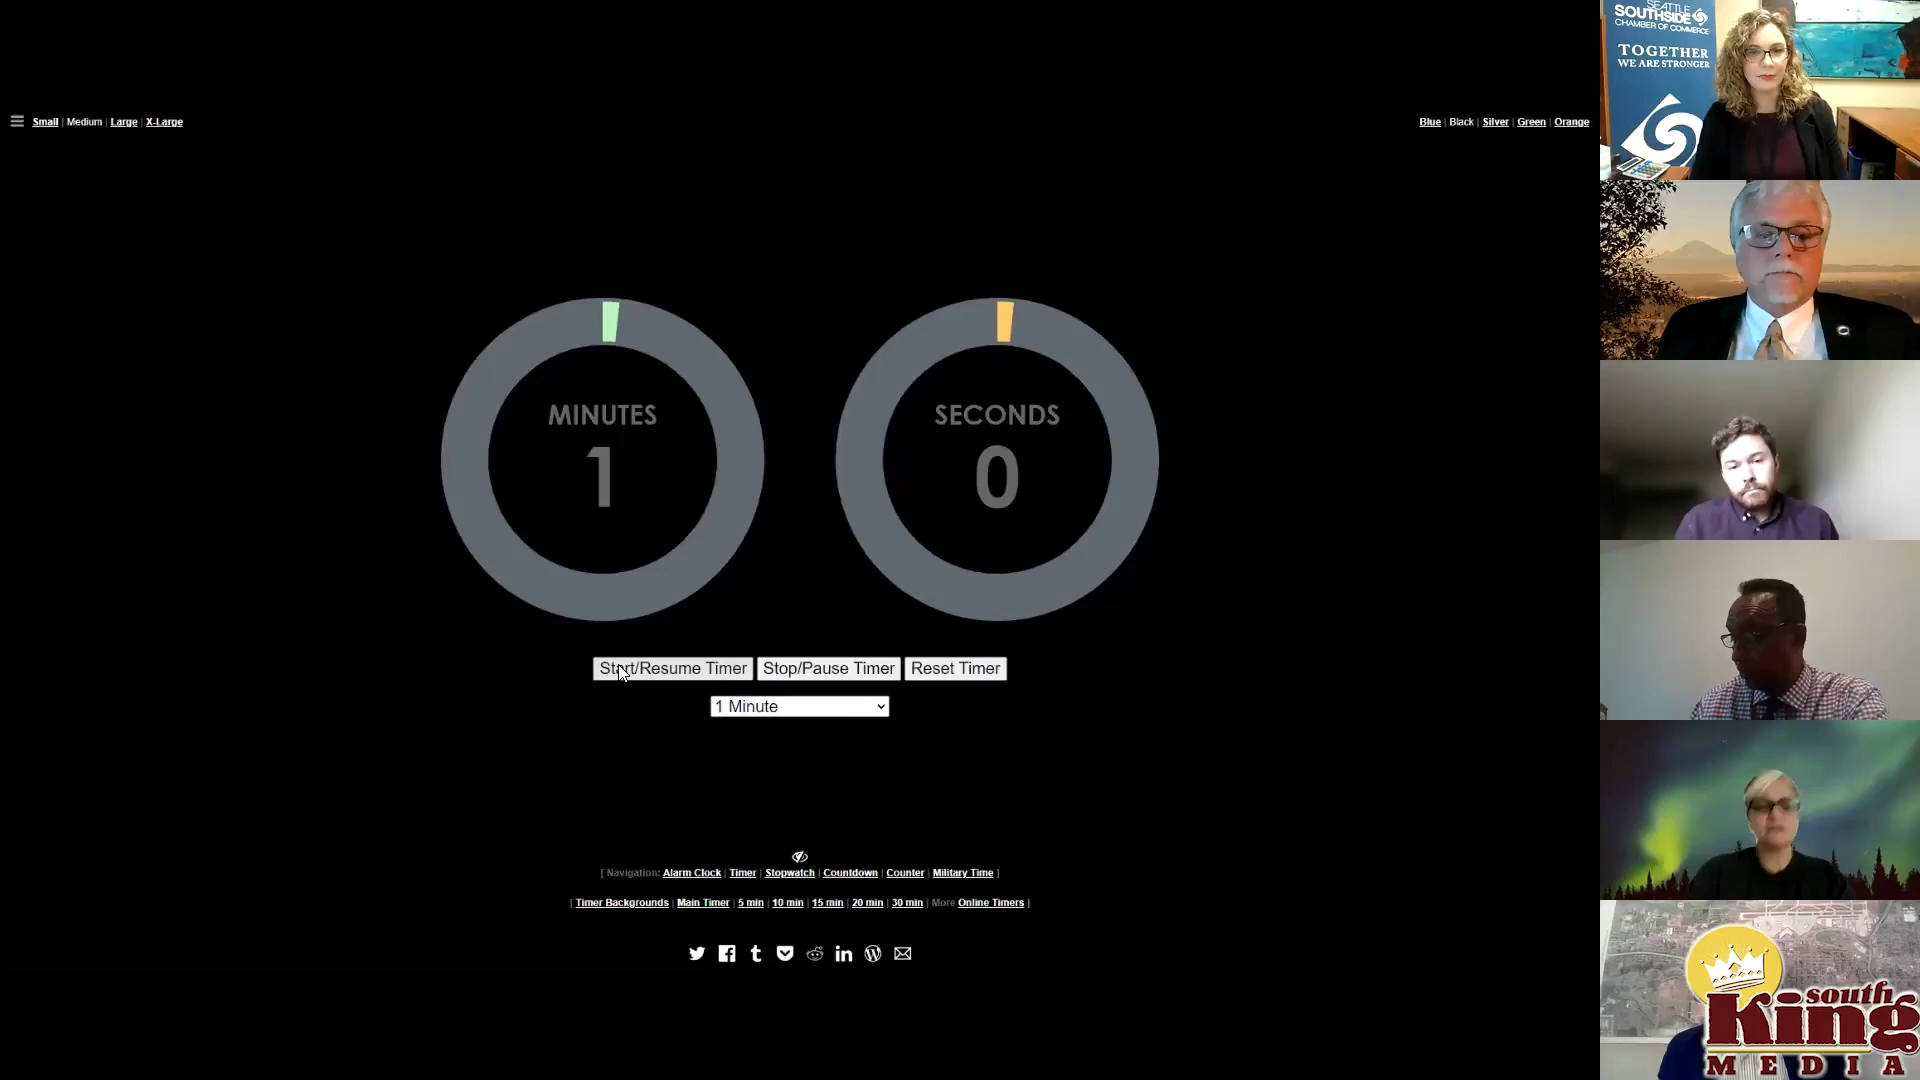 Small | Medium | Large | X-Large
Blue | Black | Silver | Green | Orange
MINUTES
1
SECONDS
0
Start/Resume Timer
Stop/Pause Timer
Reset Timer
1 Minute
[ Navigation: Alarm Clock | Timer | Stopwatch | Countdown | Counter | Military Time ]
[ Timer Backgrounds | Main Timer | 5 min | 10 min | 15 min | 20 min | 30 min | More Online Timers ]
SEATTLE
SOUTHSIDE
CHAMBER OF COMMERCE
TOGETHER
WE ARE STRONGER
south
King
MEDIA